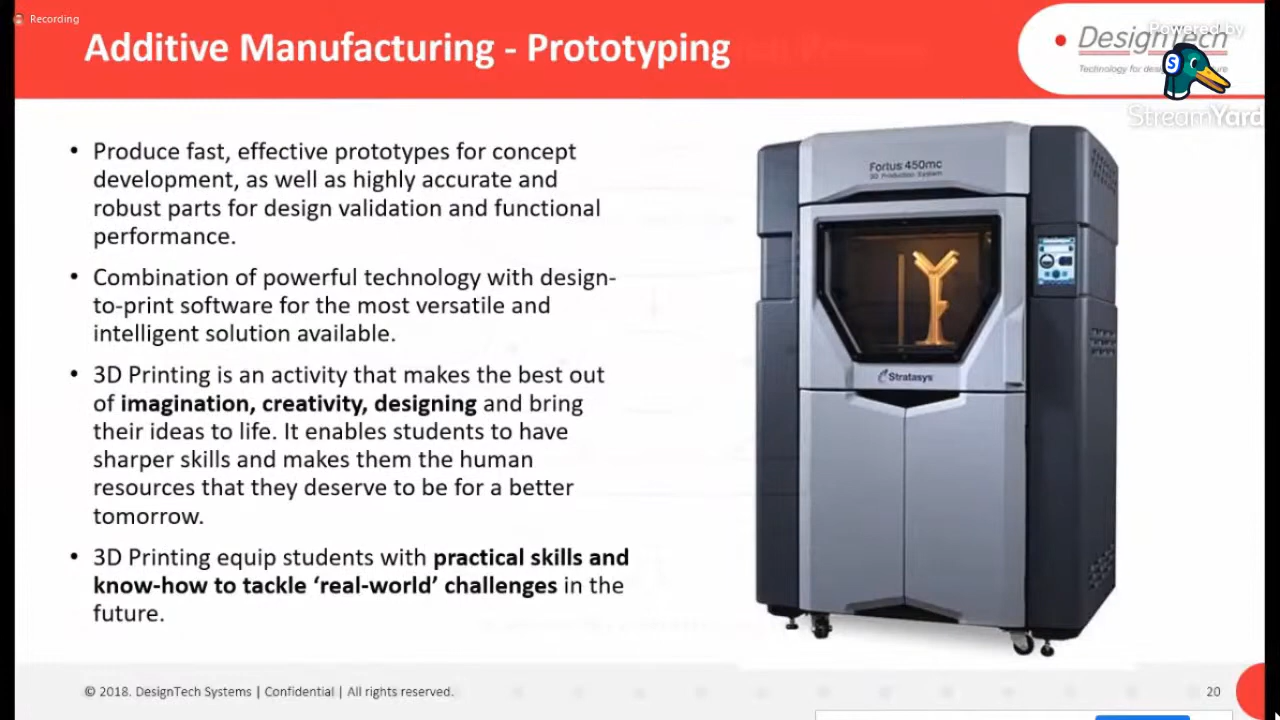 Recording
Additive Manufacturing - Prototyping
DesignTech
Powered by
Technology for
S
StreamYard
• Produce fast, effective prototypes for concept
development, as well as highly accurate and
robust parts for design validation and functional
performance.
• Combination of powerful technology with design-
to-print software for the most versatile and
intelligent solution available.
• 3D Printing is an activity that makes the best out
of imagination, creativity, designing and bring
their ideas to life. It enables students to have
sharper skills and makes them the human
resources that they deserve to be for a better
tomorrow.
• 3D Printing equip students with practical skills and
know-how to tackle ‘real-world’ challenges in the
future.
Fortus 450mc
3D Production System
Stratasys
© 2018. DesignTech Systems | Confidential | All rights reserved.
20